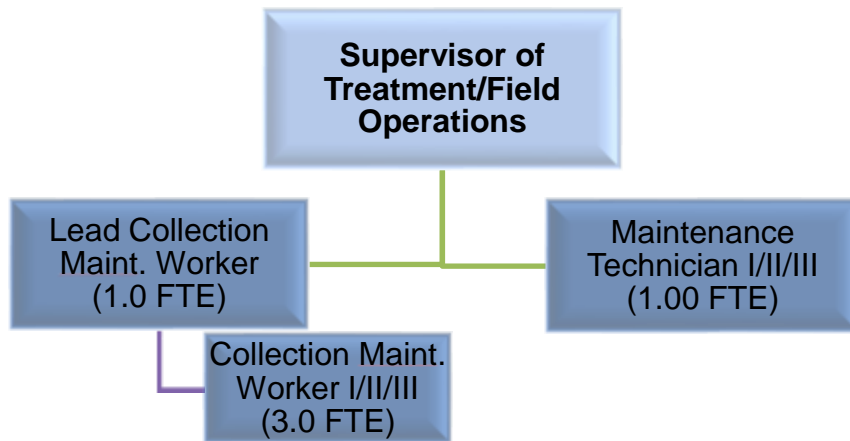 Supervisor of
Treatment/Field
Operations
Lead Collection
Maint. Worker
(1.0 FTE)
Maintenance
Technician I/II/III
(1.00 FTE)
Collection Maint.
Worker I/II/III
(3.0 FTE)